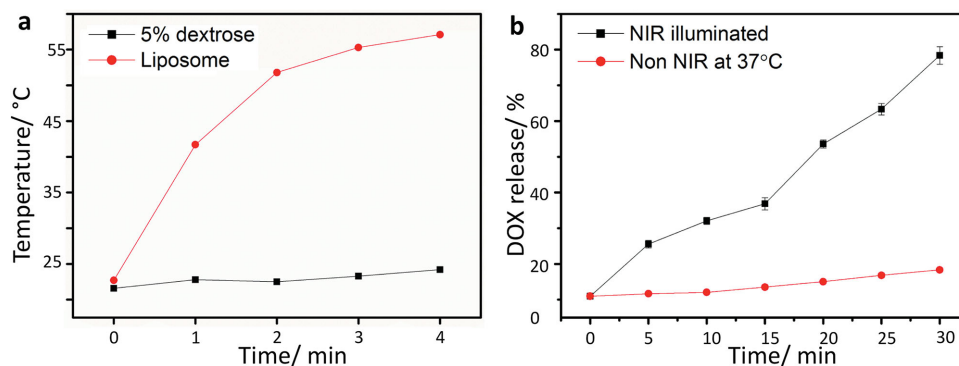 a
5% dextrose
Liposome
Temperature/ °C
55
45
35
25
0 1 2 3 4
Time/ min
b
NIR illuminated
Non NIR at 37°C
DOX release/ %
80
60
40
20
0
0 5 10 15 20 25 30
Time/ min